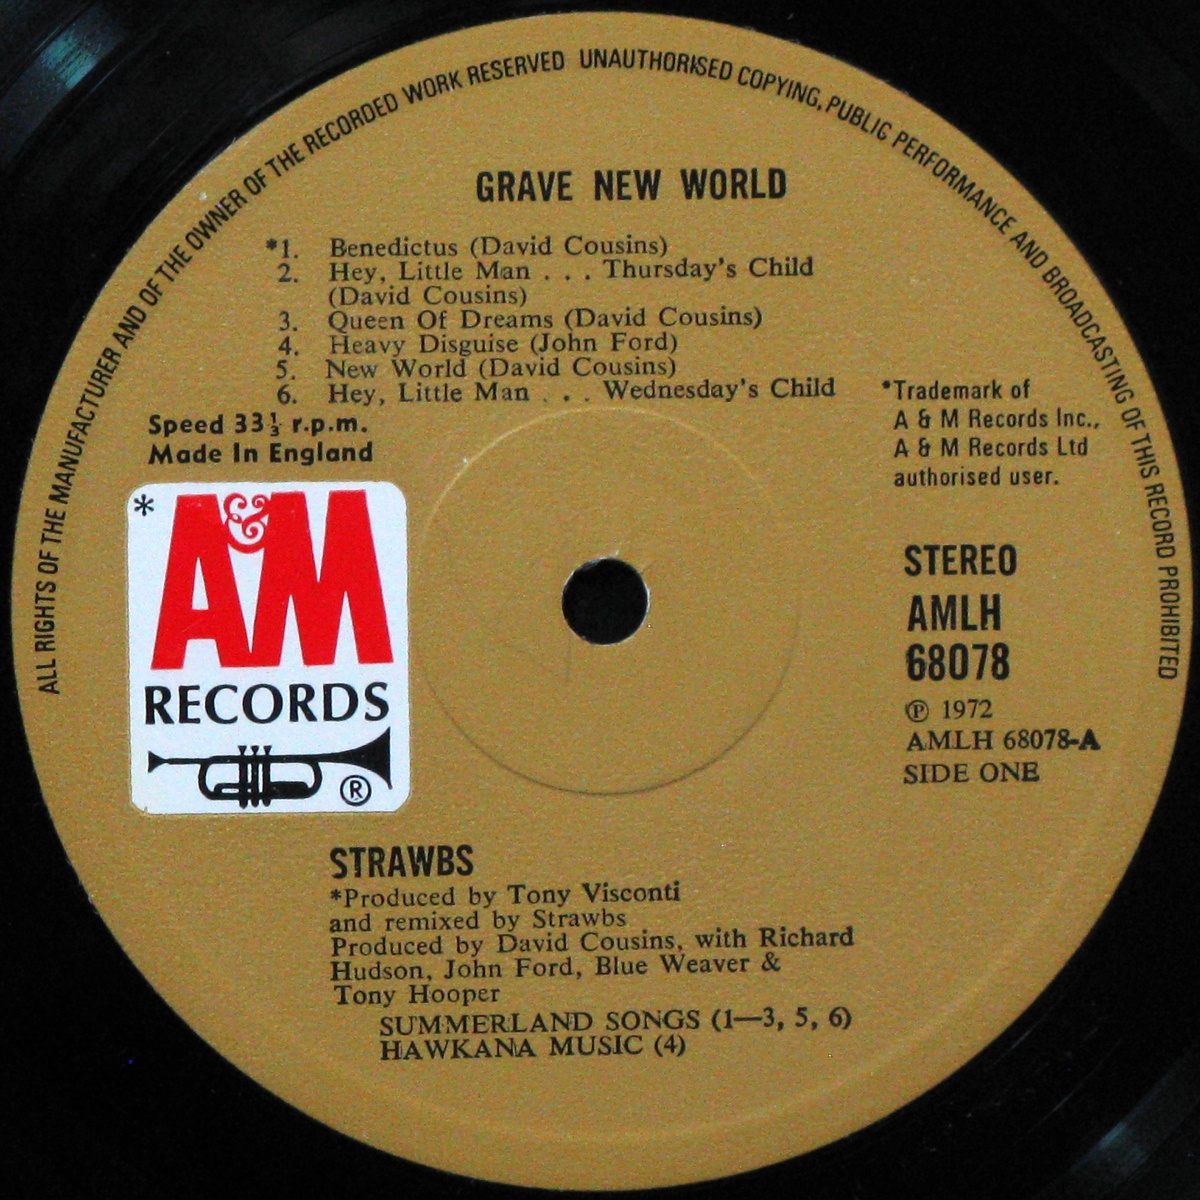 ALL RIGHTS OF THE MANUFACTURER AND OF THE OWNER OF THE RECORDED WORK RESERVED UNAUTHORISED COPYING, PUBLIC PERFORMANCE AND BROADCASTING OF THIS RECORD PROHIBITED
GRAVE NEW WORLD
*1. Benedictus (David Cousins)
2. Hey, Little Man . . . Thursday's Child
(David Cousins)
3. Queen Of Dreams (David Cousins)
4. Heavy Disguise (John Ford)
5. New World (David Cousins)
6. Hey, Little Man . . . Wednesday's Child
Speed 33⅓ r.p.m.
Made In England
*Trademark of
A & M Records Inc.,
A & M Records Ltd
authorised user.
* A&M
RECORDS
®
STEREO
AMLH
68078
℗ 1972
AMLH 68078-A
SIDE ONE
STRAWBS
*Produced by Tony Visconti
and remixed by Strawbs
Produced by David Cousins, with Richard
Hudson, John Ford, Blue Weaver &
Tony Hooper
SUMMERLAND SONGS (1—3, 5, 6)
HAWKANA MUSIC (4)